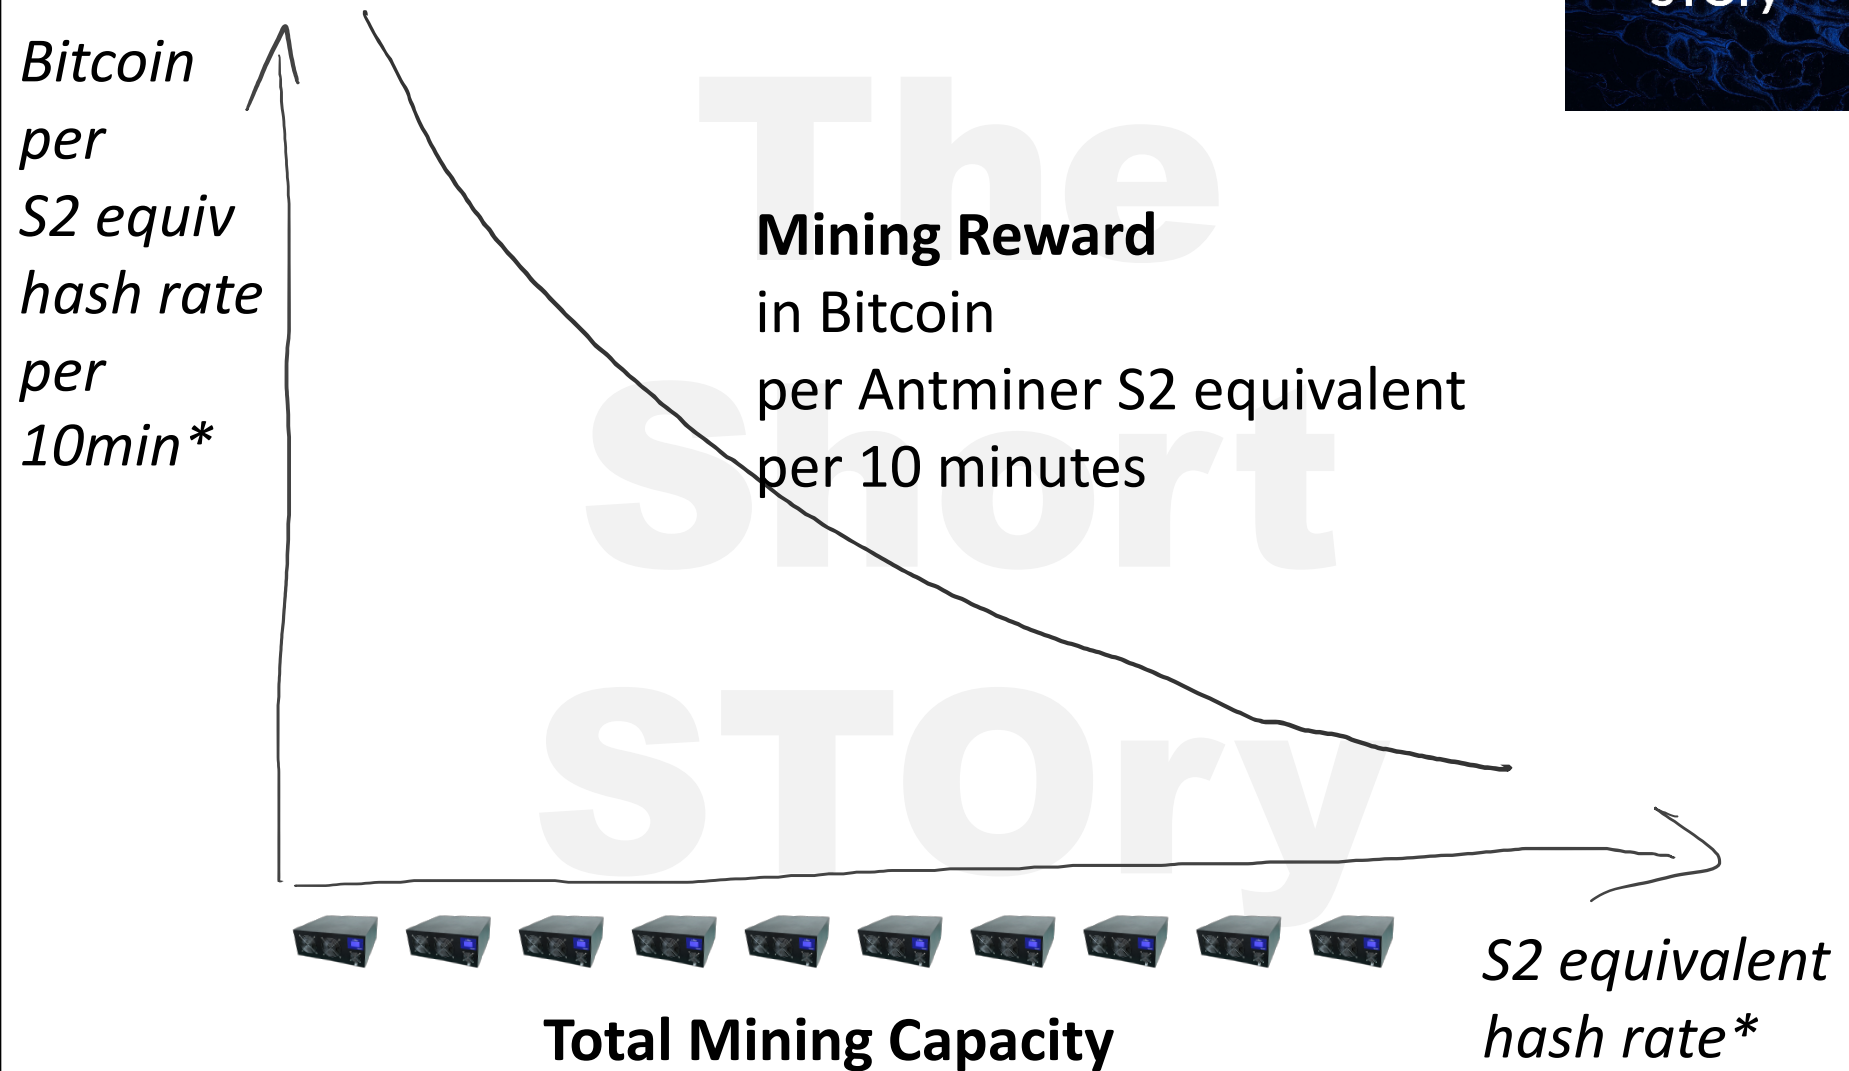 STOry
Bitcoin
per
S2 equiv
hash rate
per
10min*
The
Short
STOry
Mining Reward
in Bitcoin
per Antminer S2 equivalent
per 10 minutes
S2 equivalent
hash rate*
Total Mining Capacity